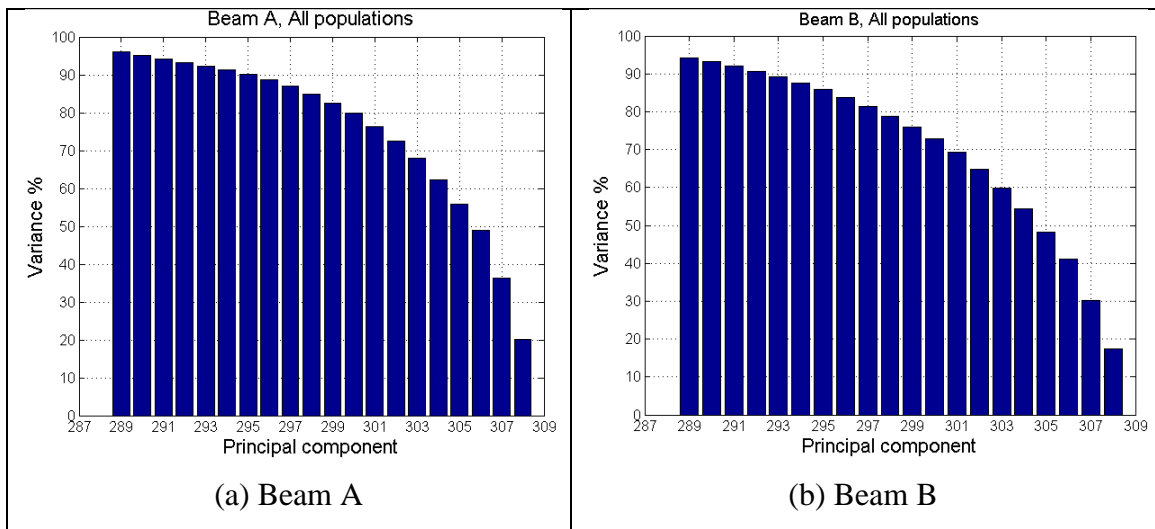 Beam A, All populations
100
90
80
70
60
50
40
30
20
10
0
Variance %
287 289 291 293 295 297 299 301 303 305 307 309
Principal component
(a) Beam A
Beam B, All populations
100
90
80
70
60
50
40
30
20
10
0
Variance %
287 289 291 293 295 297 299 301 303 305 307 309
Principal component
(b) Beam B